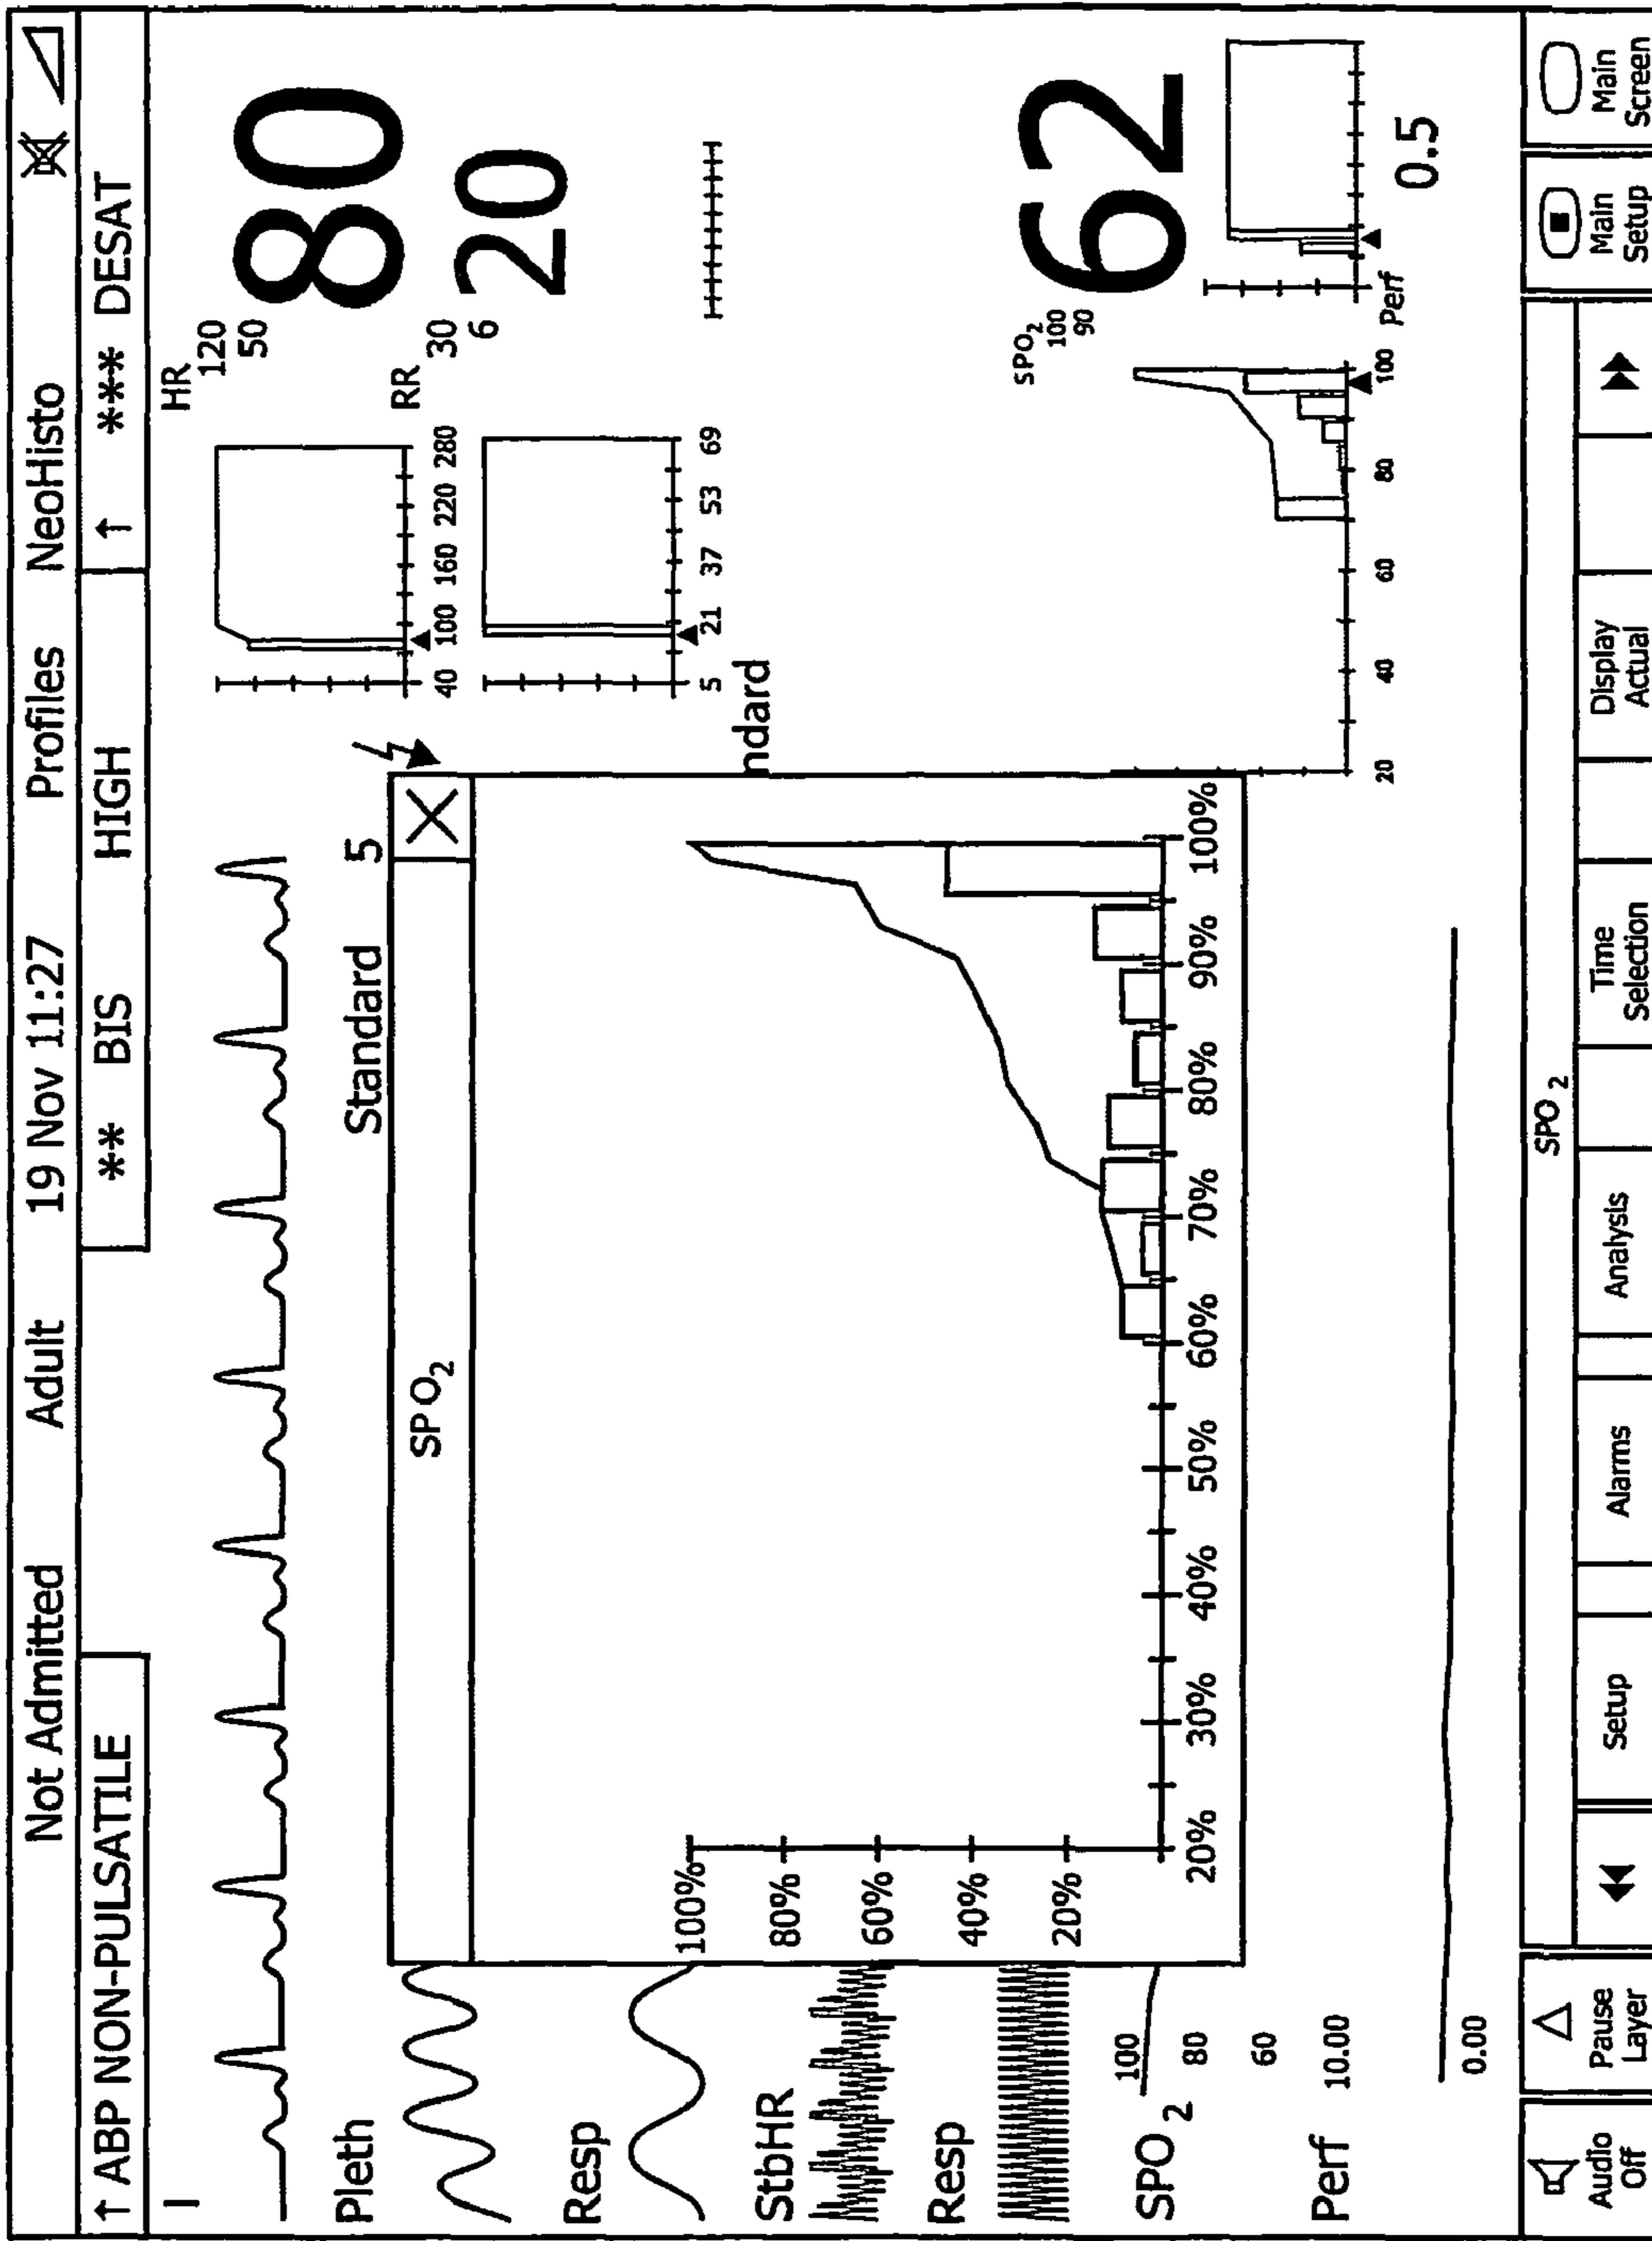 Not Admitted Adult 19 Nov 11:27 Profiles NeoHisto
↑ ABP NON-PULSATILE ** BIS HIGH ↑ *** DESAT
I
HR
120
50
80
40 100 160 220 280
Pleth
Standard 5
RR
30
6
20
5 21 37 53 69
SPO2
Resp
StbHR
ndard
Resp
100%
80%
60%
40%
20%
20% 30% 40% 50% 60% 70% 80% 90% 100%
SPO2
100
80
60
SPO2
100
90
62
20 40 60 80 100
Perf
10.00
0.00
Perf
0.5
SPO2
Audio Off
Pause Layer
Setup
Alarms
Analysis
Time Selection
Display Actual
Main Setup
Main Screen